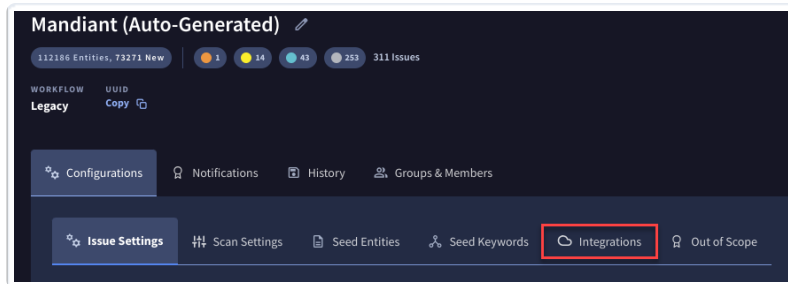 Mandiant (Auto-Generated)
112186 Entities, 73271 New 1 14 43 253 311 Issues
WORKFLOW UUID
Legacy Copy
Configurations Notifications History Groups & Members
Issue Settings Scan Settings Seed Entities Seed Keywords Integrations Out of Scope